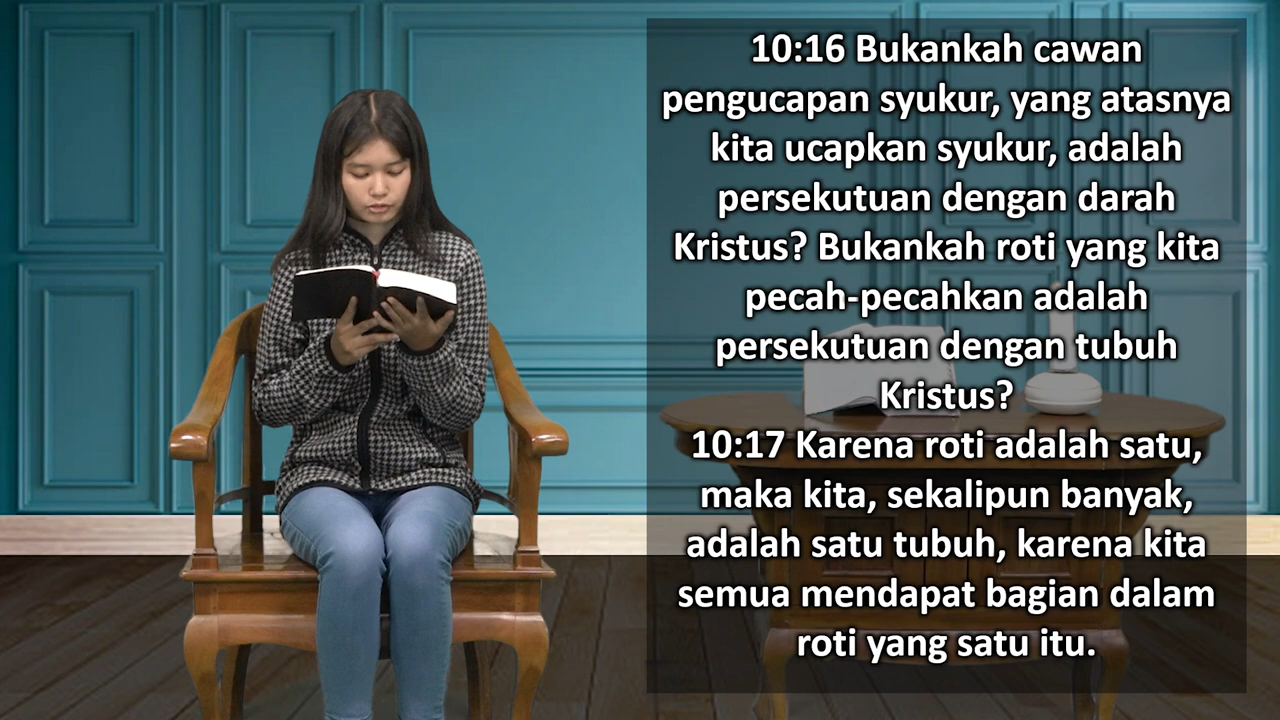 10:16 Bukankah cawan
pengucapan syukur, yang atasnya
kita ucapkan syukur, adalah
persekutuan dengan darah
Kristus? Bukankah roti yang kita
pecah-pecahkan adalah
persekutuan dengan tubuh
Kristus?
10:17 Karena roti adalah satu,
maka kita, sekalipun banyak,
adalah satu tubuh, karena kita
semua mendapat bagian dalam
roti yang satu itu.